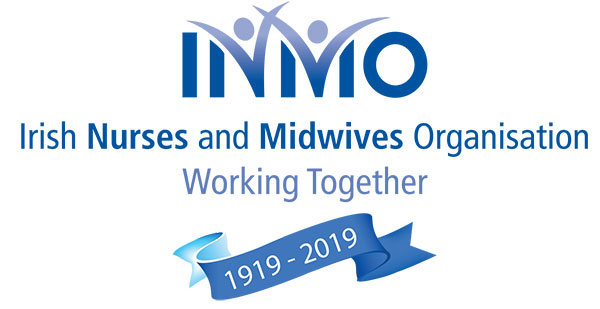 INMO
Irish Nurses and Midwives Organisation
Working Together
1919 - 2019